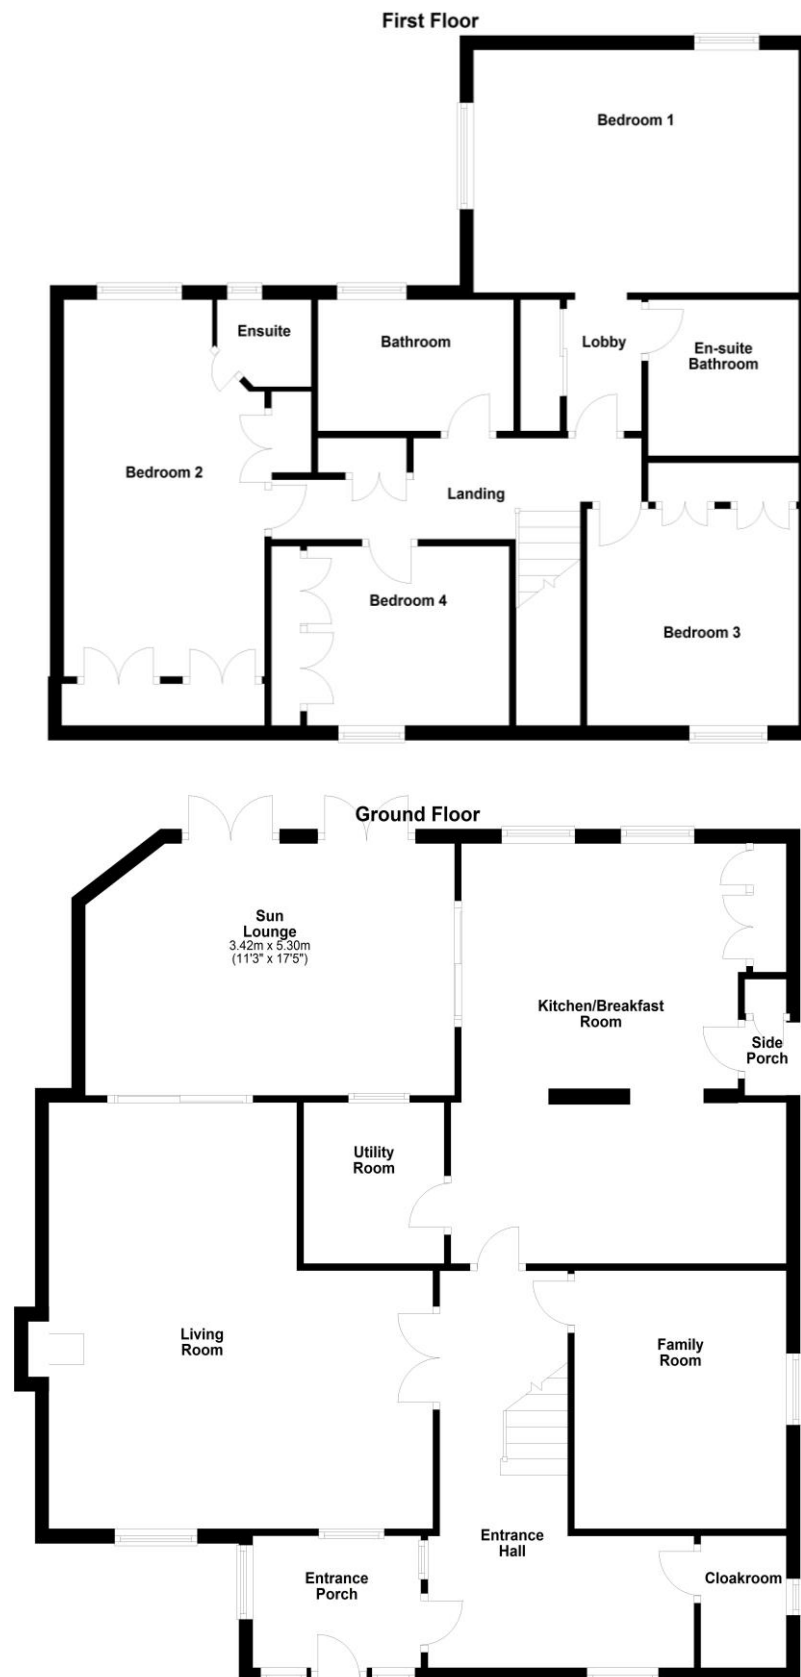 First Floor
Bedroom 1
Ensuite
Bathroom
Lobby
En-suite
Bathroom
Bedroom 2
Landing
Bedroom 4
Bedroom 3
Ground Floor
Sun
Lounge
3.42m x 5.30m
(11'3" x 17'5")
Kitchen/Breakfast
Room
Side
Porch
Utility
Room
Living
Room
Family
Room
Entrance
Hall
Entrance
Porch
Cloakroom